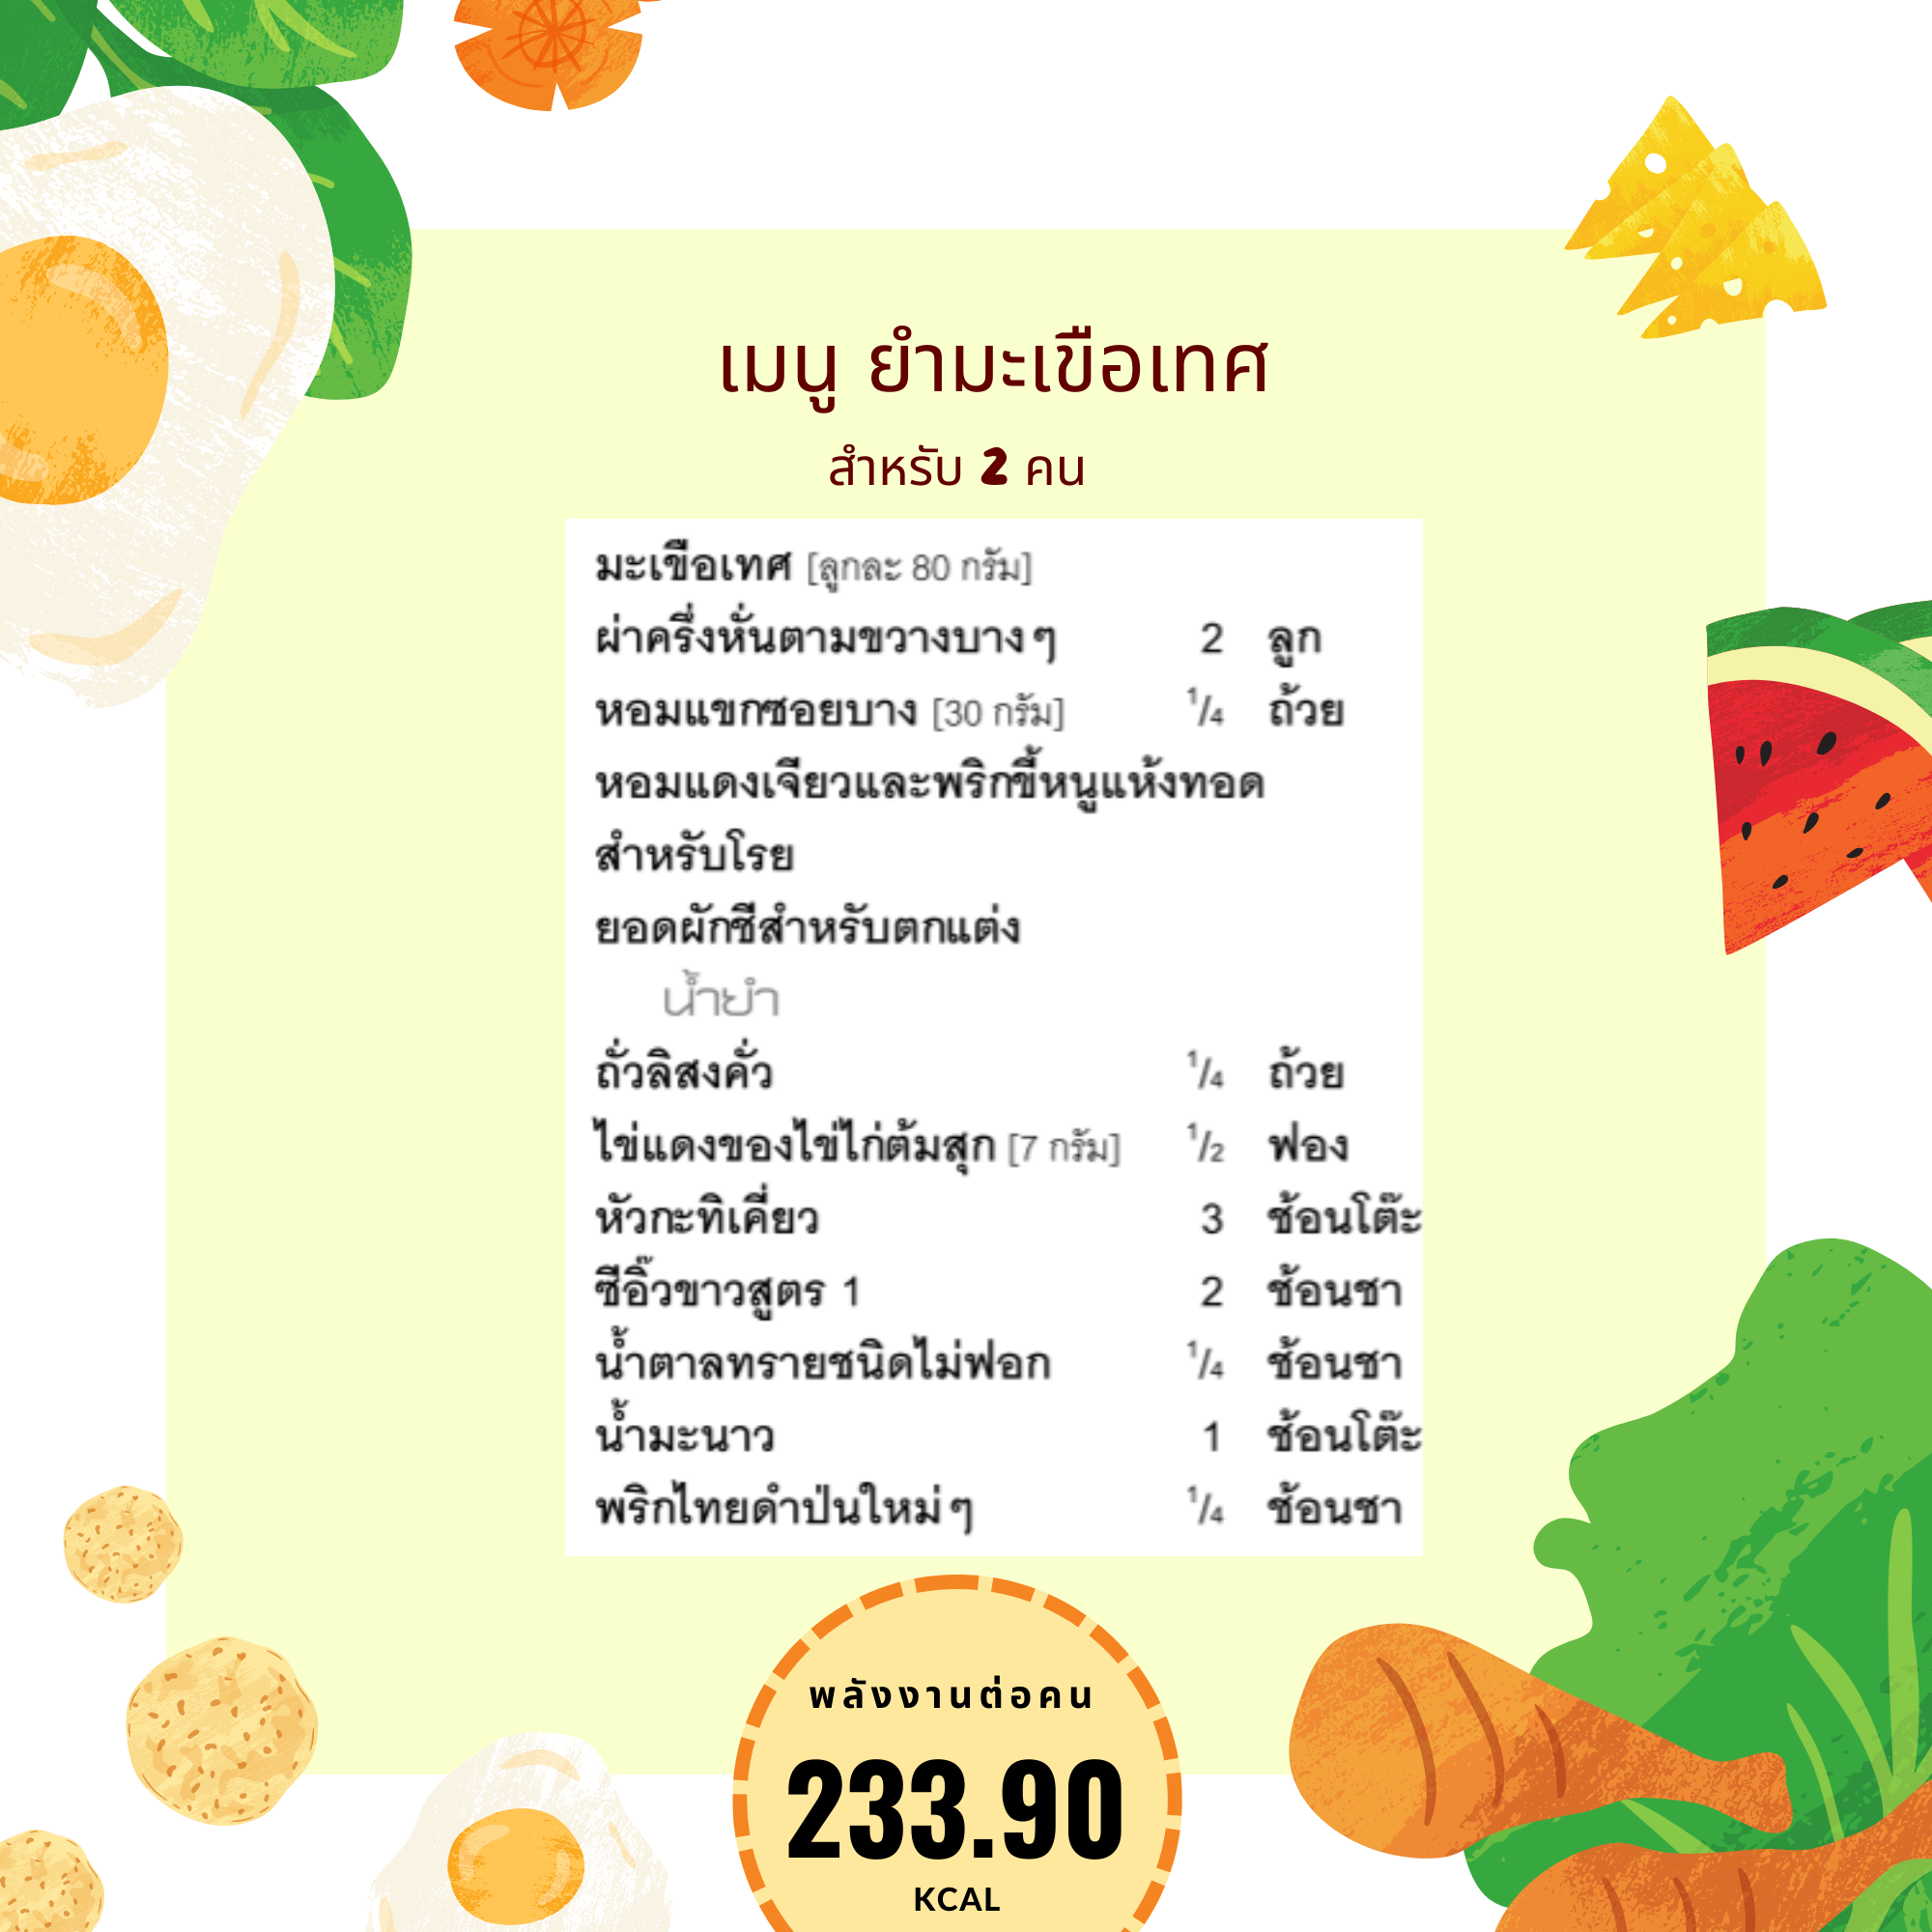 เมนู ยำมะเขือเทศ
สำหรับ 2 คน
มะเขือเทศ [ลูกละ 80 กรัม]
ผ่าครึ่งหั่นตามขวางบาง ๆ 2 ลูก
หอมแขกซอยบาง [30 กรัม] 1/4 ถ้วย
หอมแดงเจียวและพริกขี้หนูแห้งทอด
สำหรับโรย
ยอดผักชีสำหรับตกแต่ง
น้ำยำ
ถั่วลิสงคั่ว 1/4 ถ้วย
ไข่แดงของไข่ไก่ต้มสุก [7 กรัม] 1/2 ฟอง
หัวกะทิเคี่ยว 3 ช้อนโต๊ะ
ซีอิ๊วขาวสูตร 1 2 ช้อนชา
น้ำตาลทรายชนิดไม่ฟอก 1/4 ช้อนชา
น้ำมะนาว 1 ช้อนโต๊ะ
พริกไทยดำป่นใหม่ ๆ 1/4 ช้อนชา
พลังงานต่อคน
233.90
KCAL